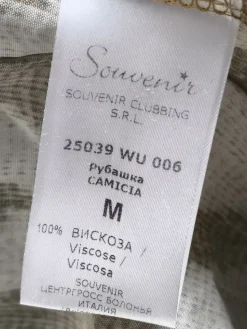 Souvenir
SOUVENIR CLUBBING
S.R.L.
25039 WU 006
Рубашка
CAMICIA
M
100% ВИСКОЗА /
Viscose /
Viscosa
SOUVENIR
ЦЕНТРГРОСС БОЛОНЬЯ
ИТАЛИЯ